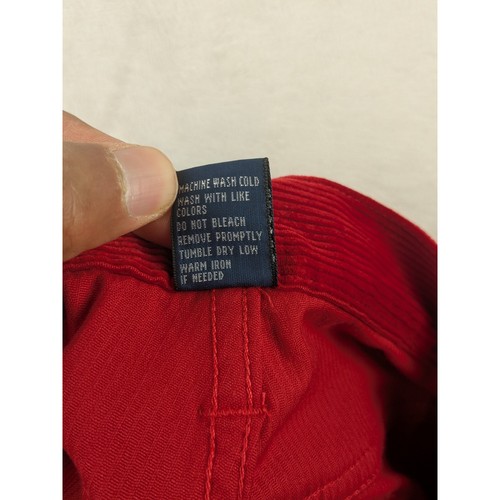 MACHINE WASH COLD
WASH WITH LIKE
COLORS
DO NOT BLEACH
REMOVE PROMPTLY
TUMBLE DRY LOW
WARM IRON
IF NEEDED